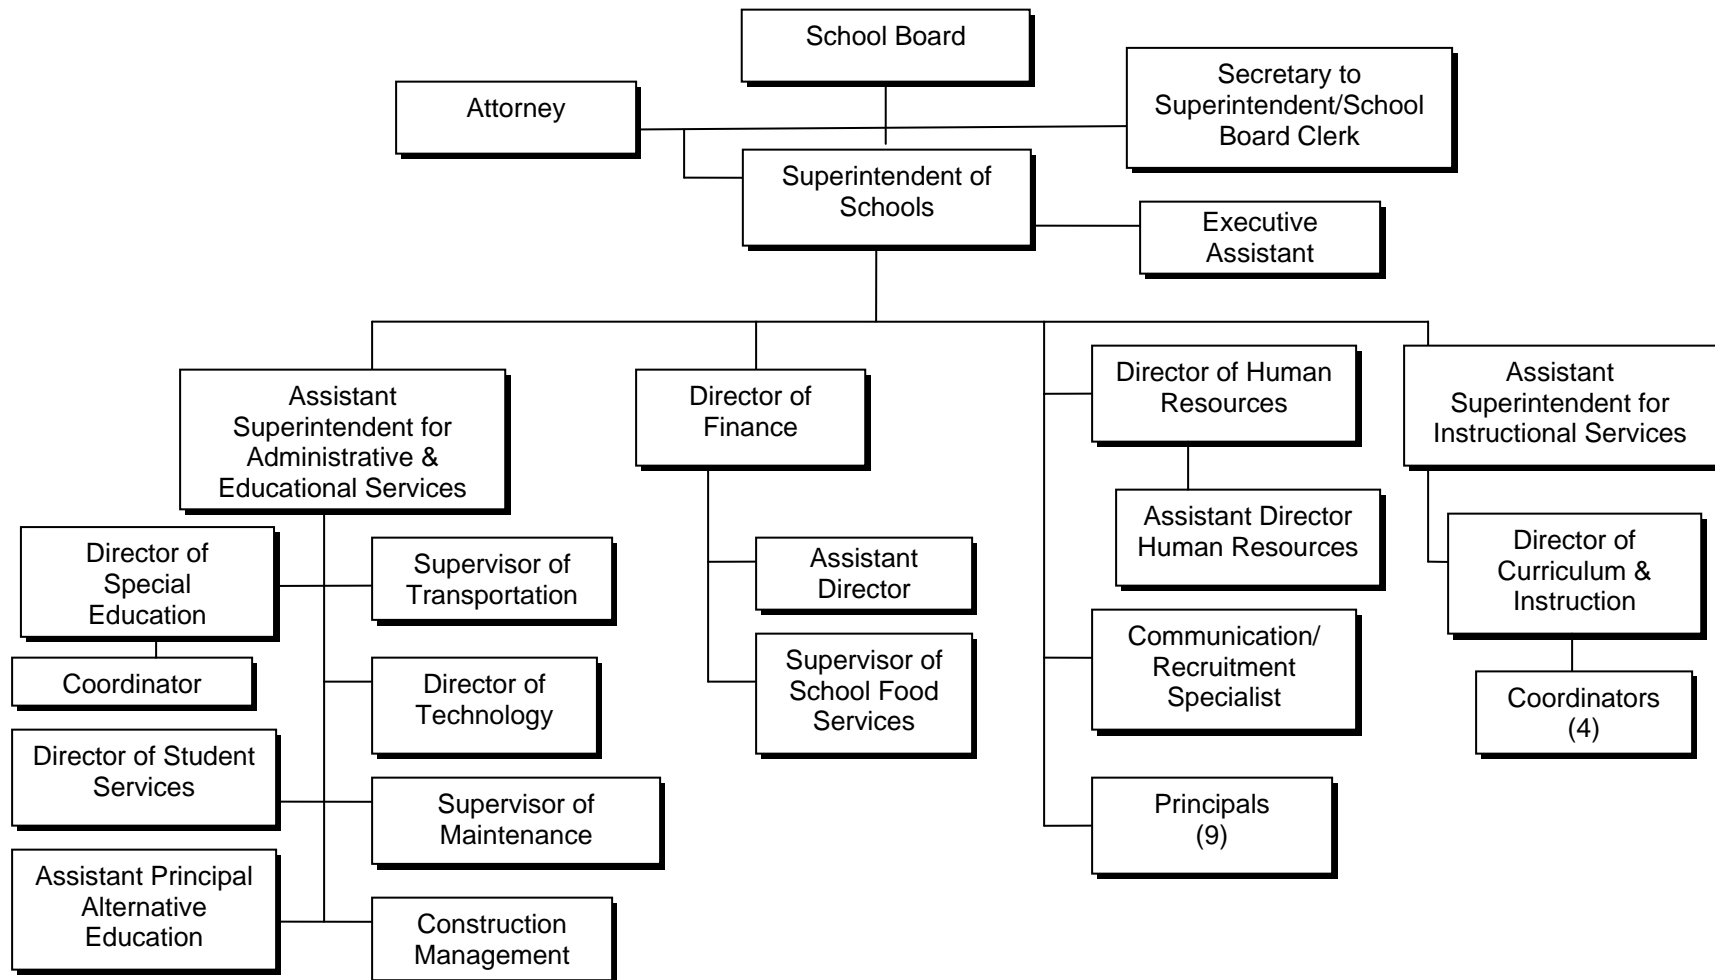 School Board
Attorney
Secretary to
Superintendent/School
Board Clerk
Superintendent of
Schools
Executive
Assistant
Assistant
Superintendent for
Administrative &
Educational Services
Director of
Finance
Director of Human
Resources
Assistant
Superintendent for
Instructional Services
Assistant Director
Human Resources
Director of
Special
Education
Supervisor of
Transportation
Assistant
Director
Director of
Curriculum &
Instruction
Coordinator
Director of
Technology
Supervisor of
School Food
Services
Communication/
Recruitment
Specialist
Coordinators
(4)
Director of Student
Services
Supervisor of
Maintenance
Principals
(9)
Assistant Principal
Alternative
Education
Construction
Management